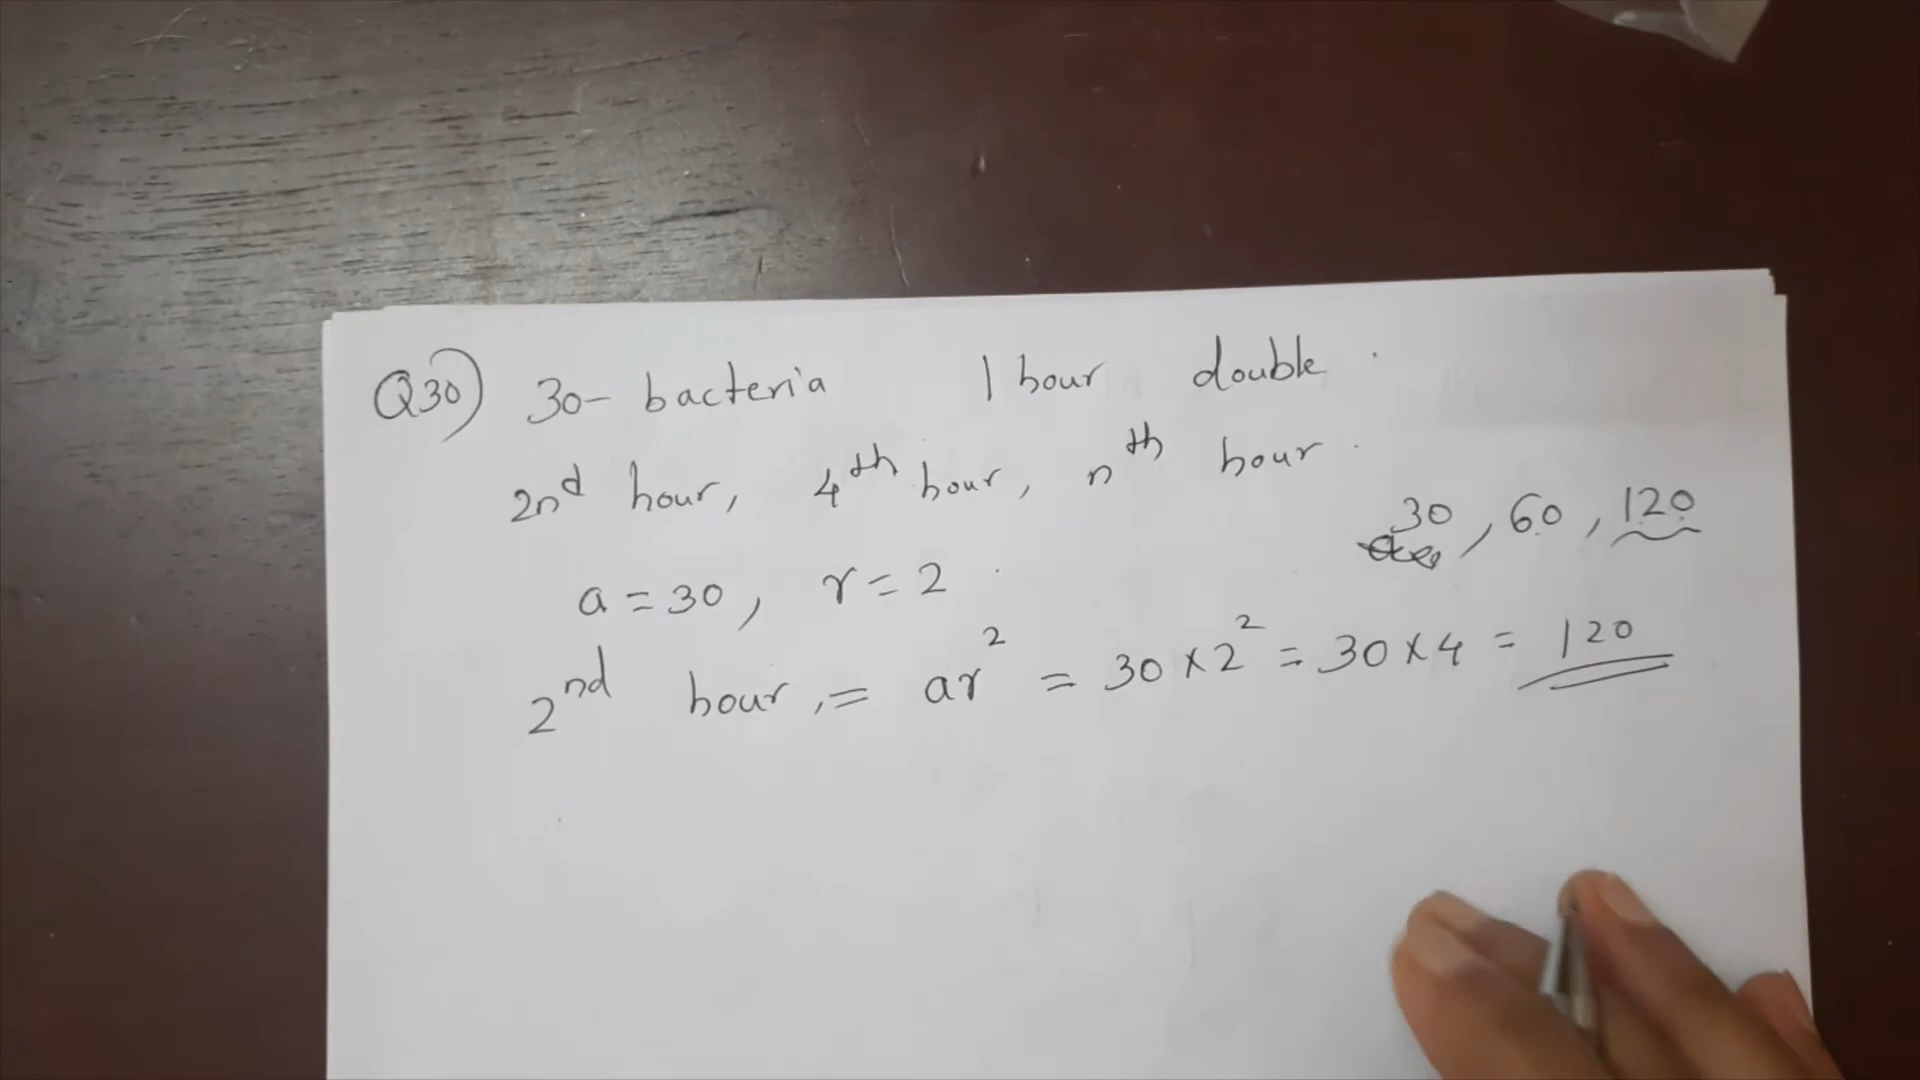 Q30) 30- bacteria 1 hour double.
2nd hour, 4th hour, nth hour.
30, 60, 120
a = 30, r = 2
2nd hour, = ar² = 30 × 2² = 30 × 4 = 120